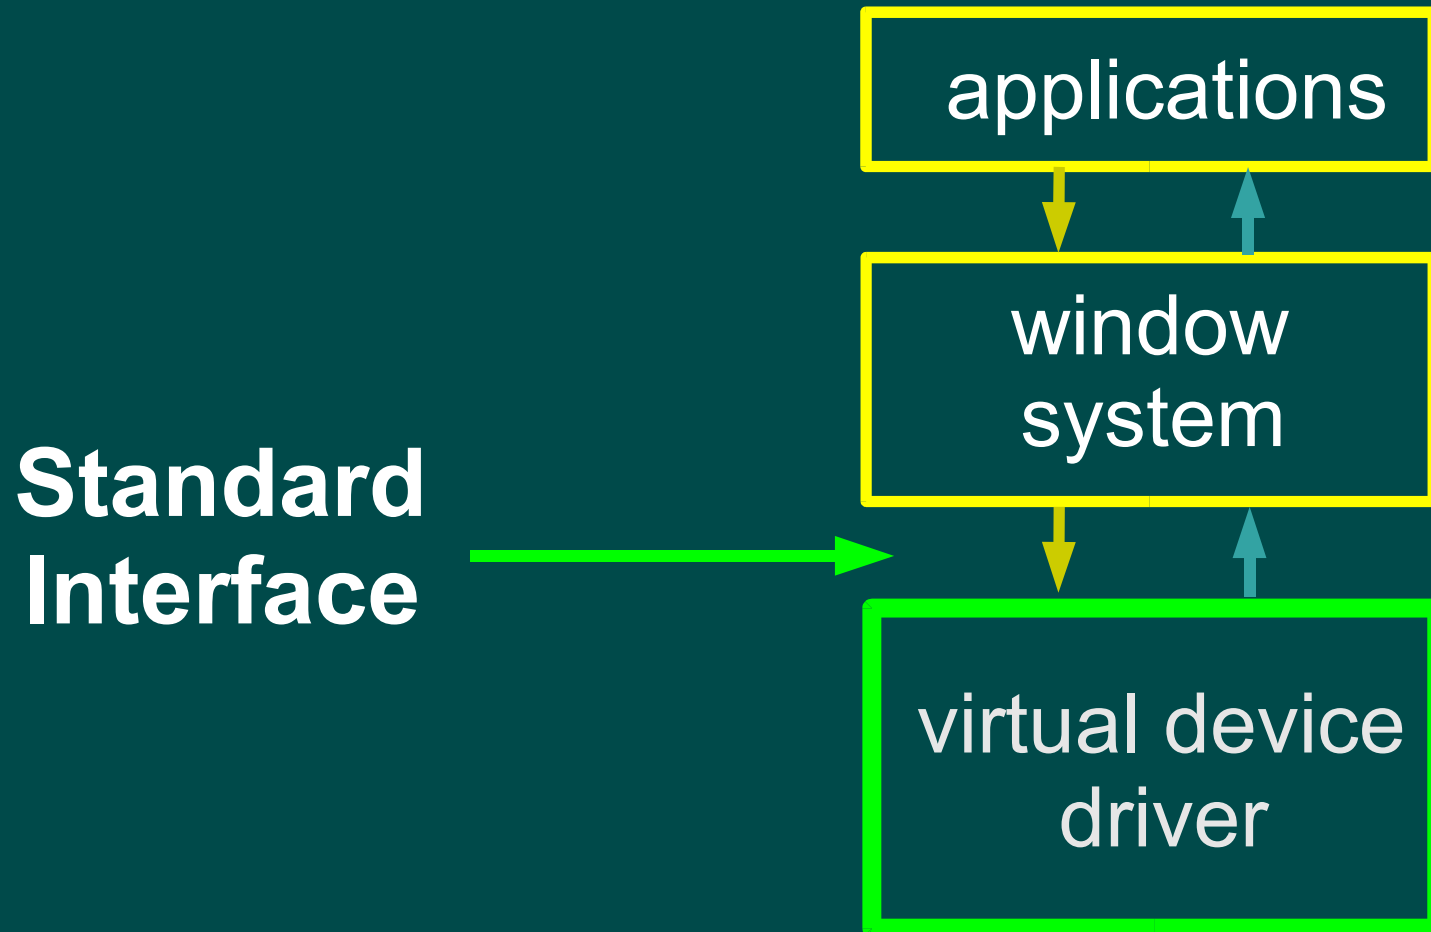 applications
window
system
Standard
Interface
virtual device
driver